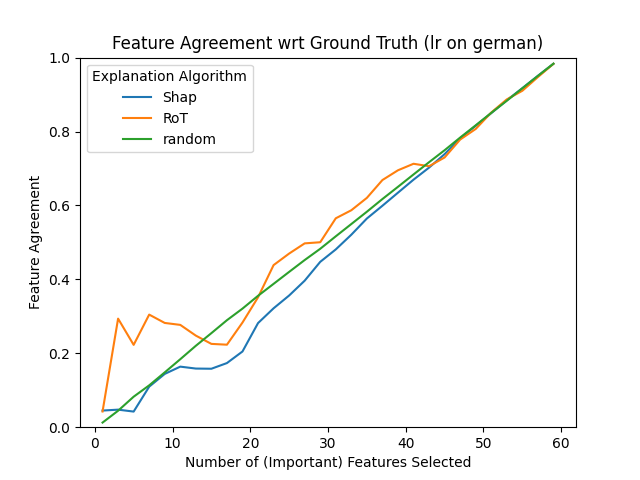 Feature Agreement wrt Ground Truth (lr on german)
1.0
0.8
0.6
0.4
0.2
0.0
Feature Agreement
Explanation Algorithm
Shap
RoT
random
0 10 20 30 40 50 60
Number of (Important) Features Selected